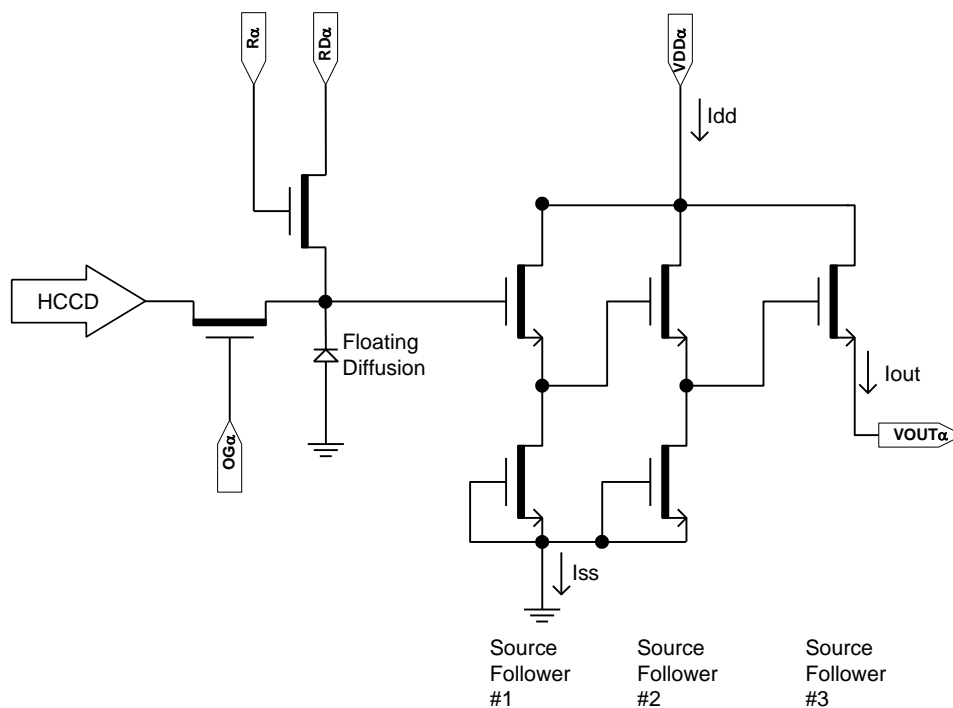 Rα
RDα
VDDα
Idd
HCCD
Floating
Diffusion
Iout
OGα
VOUTα
Iss
Source
Follower
#1
Source
Follower
#2
Source
Follower
#3